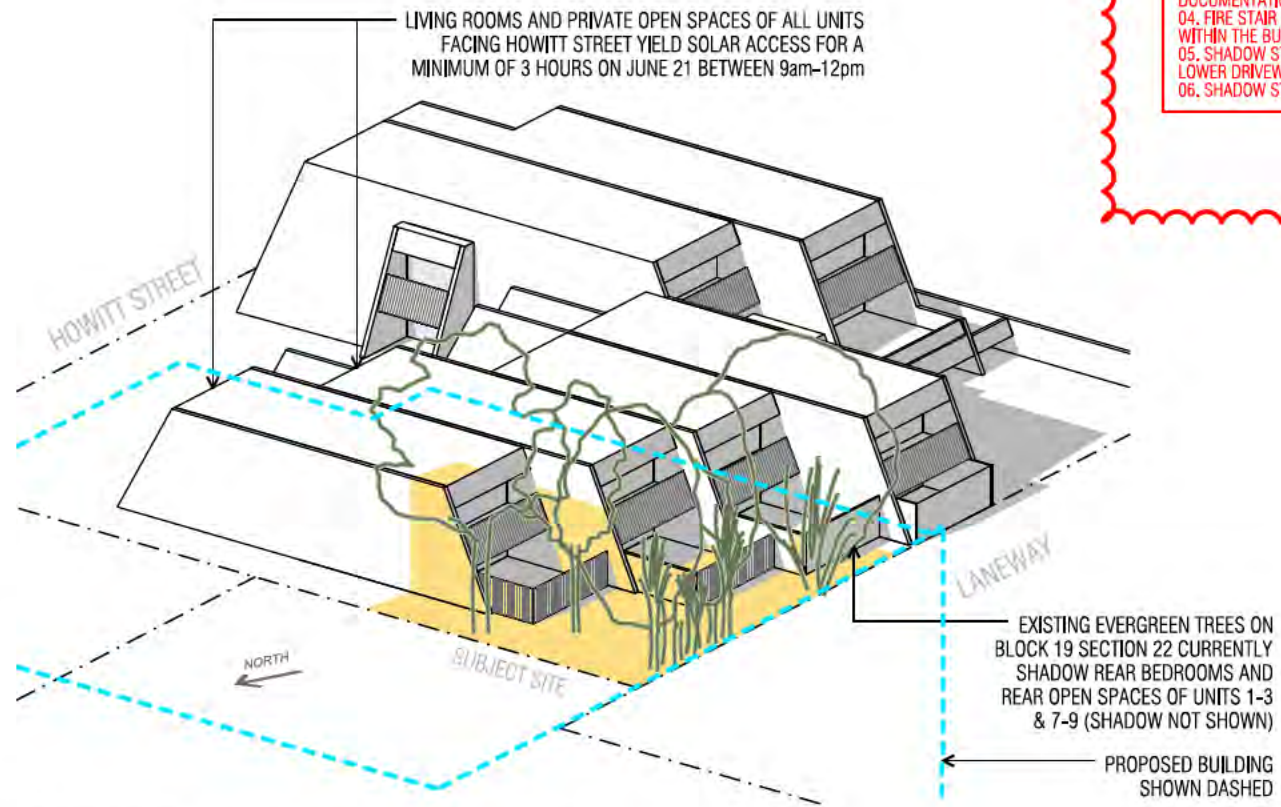 LIVING ROOMS AND PRIVATE OPEN SPACES OF ALL UNITS
FACING HOWITT STREET YIELD SOLAR ACCESS FOR A
MINIMUM OF 3 HOURS ON JUNE 21 BETWEEN 9am-12pm
04. FIRE STAIR
WITHIN THE
05. SHADOW
LOWER
06. SHADOW
HOWITT STREET
LANEWAY
NORTH
SUBJECT SITE
EXISTING EVERGREEN TREES ON
BLOCK 19 SECTION 22 CURRENTLY
SHADOW REAR BEDROOMS AND
REAR OPEN SPACES OF UNITS 1-3
& 7-9 (SHADOW NOT SHOWN)
PROPOSED BUILDING
SHOWN DASHED